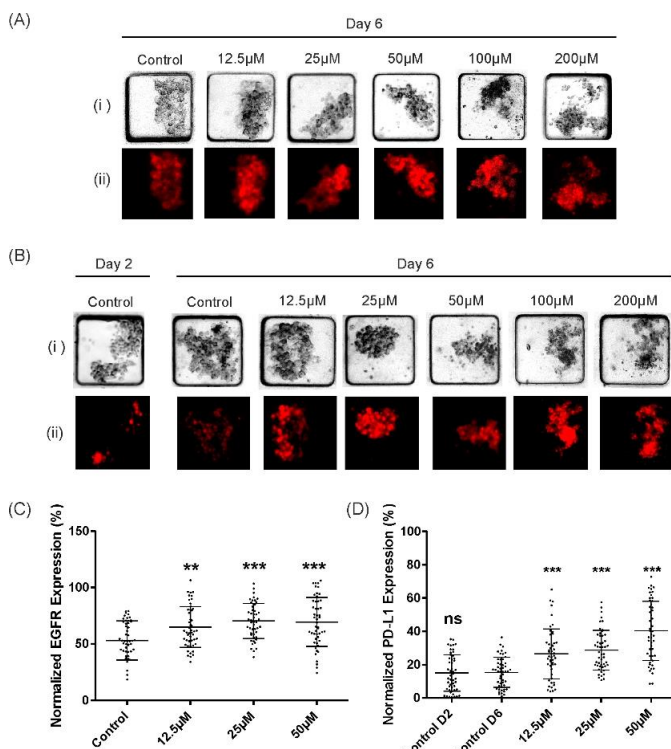 (A)
Day 6
Control 12.5µM 25µM 50µM 100µM 200µM
(i )
(ii)
(B)
Day 2 Day 6
Control Control 12.5µM 25µM 50µM 100µM 200µM
(i )
(ii)
(C)
Normalized EGFR Expression (%)
150
100
50
0
** *** ***
Control 12.5µM 25µM 50µM
(D)
Normalized PD-L1 Expression (%)
100
80
60
40
20
0
ns *** *** ***
ontrol D2 ontrol D6 12.5µM 25µM 50µM